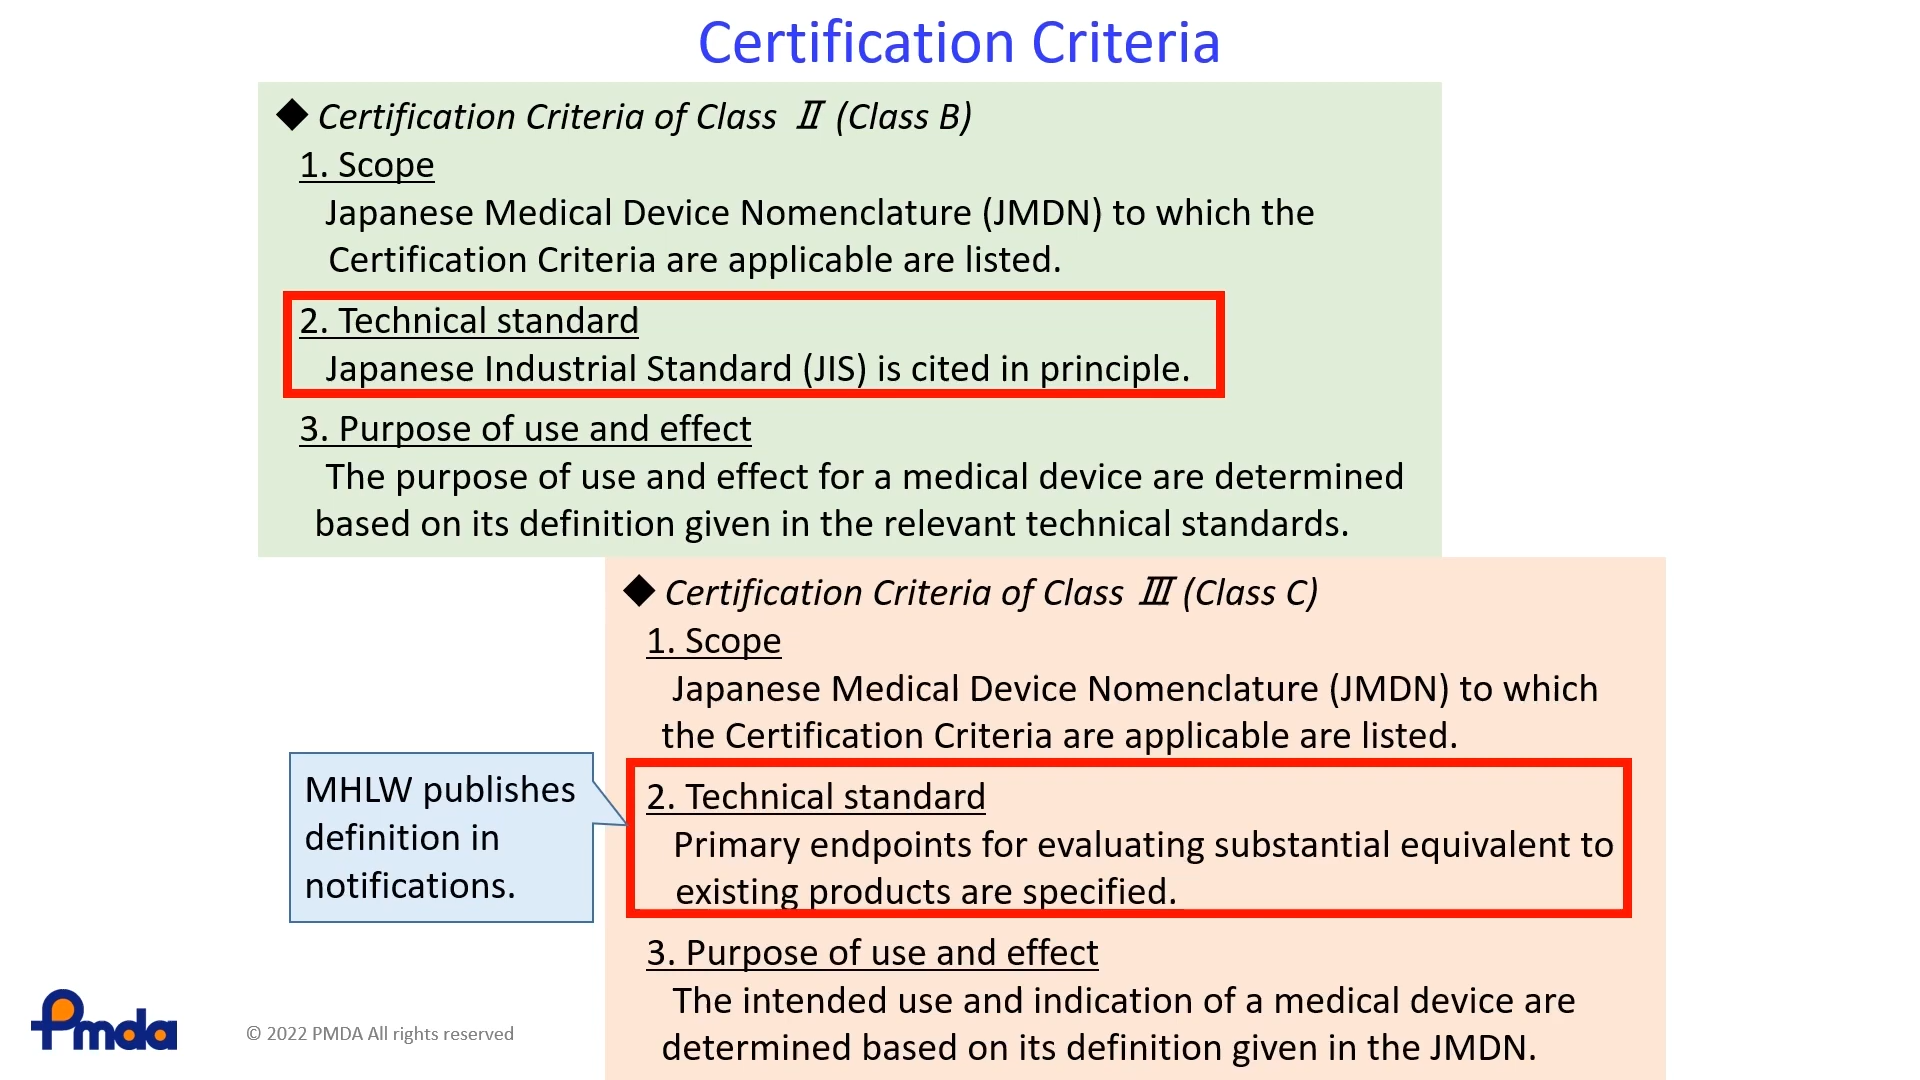 Certification Criteria
◆ Certification Criteria of Class Ⅱ (Class B)
1. Scope
Japanese Medical Device Nomenclature (JMDN) to which the
Certification Criteria are applicable are listed.
2. Technical standard
Japanese Industrial Standard (JIS) is cited in principle.
3. Purpose of use and effect
The purpose of use and effect for a medical device are determined
based on its definition given in the relevant technical standards.
◆ Certification Criteria of Class Ⅲ (Class C)
1. Scope
Japanese Medical Device Nomenclature (JMDN) to which
the Certification Criteria are applicable are listed.
MHLW publishes
definition in
notifications.
2. Technical standard
Primary endpoints for evaluating substantial equivalent to
existing products are specified.
3. Purpose of use and effect
The intended use and indication of a medical device are
determined based on its definition given in the JMDN.
Pmda
© 2022 PMDA All rights reserved